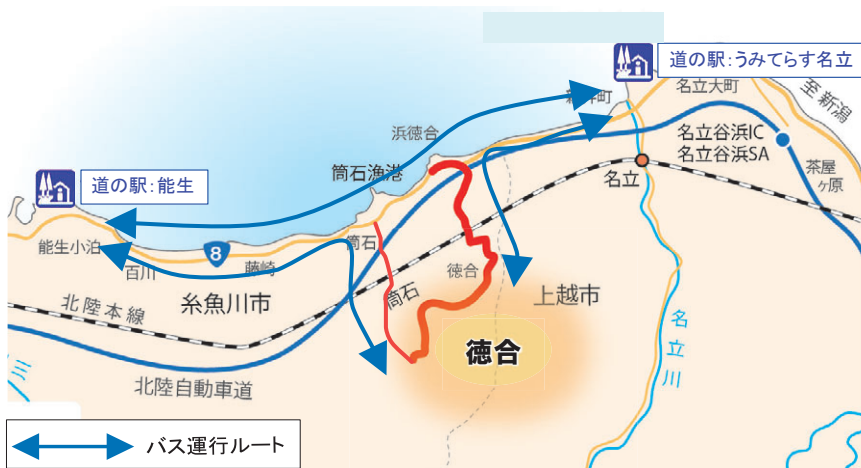 道の駅:うみてらす名立
名立大町
至新潟
浜徳合
名立谷浜IC
名立谷浜SA
筒石漁港
茶屋
ヶ原
道の駅:能生
名立
能生小泊
筒石
8
百川
藤崎
徳合
筒石
上越市
糸魚川市
北陸本線
名立川
徳合
北陸自動車道
バス運行ルート